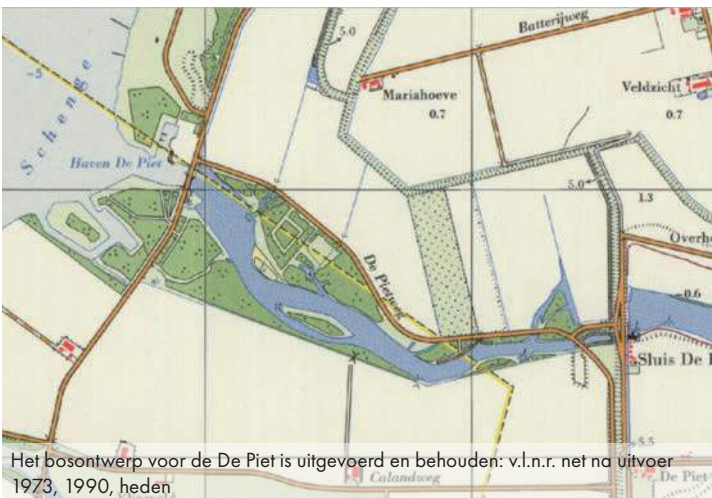 Batterijweg
5.0
Schenge
-5
Mariahoeve
0.7
Veldzicht
0.7
Haven De Piet
5.0
1.3
De Pietweg
Overho
-0.6
Sluis De P
5.5
Het bosontwerp voor de De Piet is uitgevoerd en behouden: v.l.n.r. net na uitvoer
1973, 1990, heden
Calandweg
De Piet